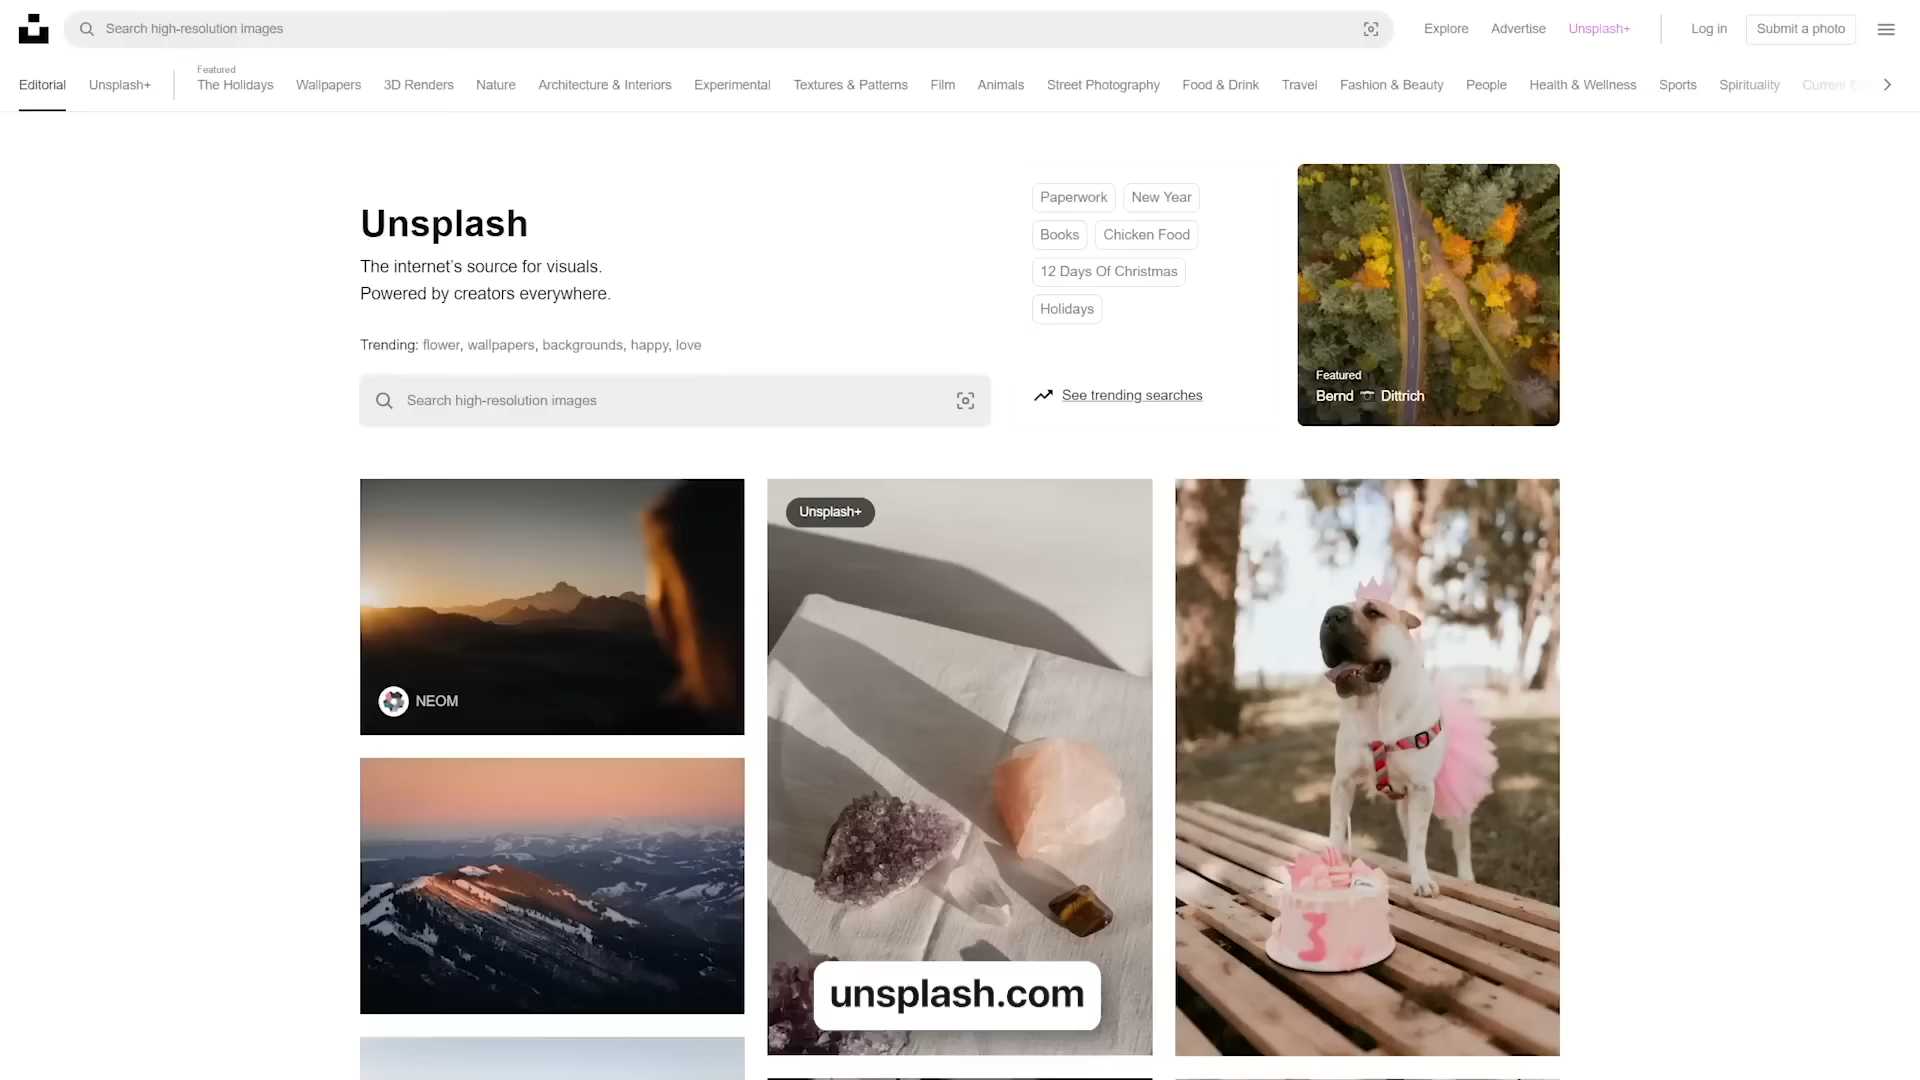 Search high-resolution images
Explore
Advertise
Unsplash+
Log in
Submit a photo
Editorial
Unsplash+
Featured
The Holidays
Wallpapers
3D Renders
Nature
Architecture & Interiors
Experimental
Textures & Patterns
Film
Animals
Street Photography
Food & Drink
Travel
Fashion & Beauty
People
Health & Wellness
Sports
Spirituality
Current
Unsplash
The internet's source for visuals.
Powered by creators everywhere.
Trending: flower, wallpapers, backgrounds, happy, love
Search high-resolution images
Paperwork
New Year
Books
Chicken Food
12 Days Of Christmas
Holidays
See trending searches
Featured
Bernd 📷 Dittrich
NEOM
Unsplash+
3
unsplash.com